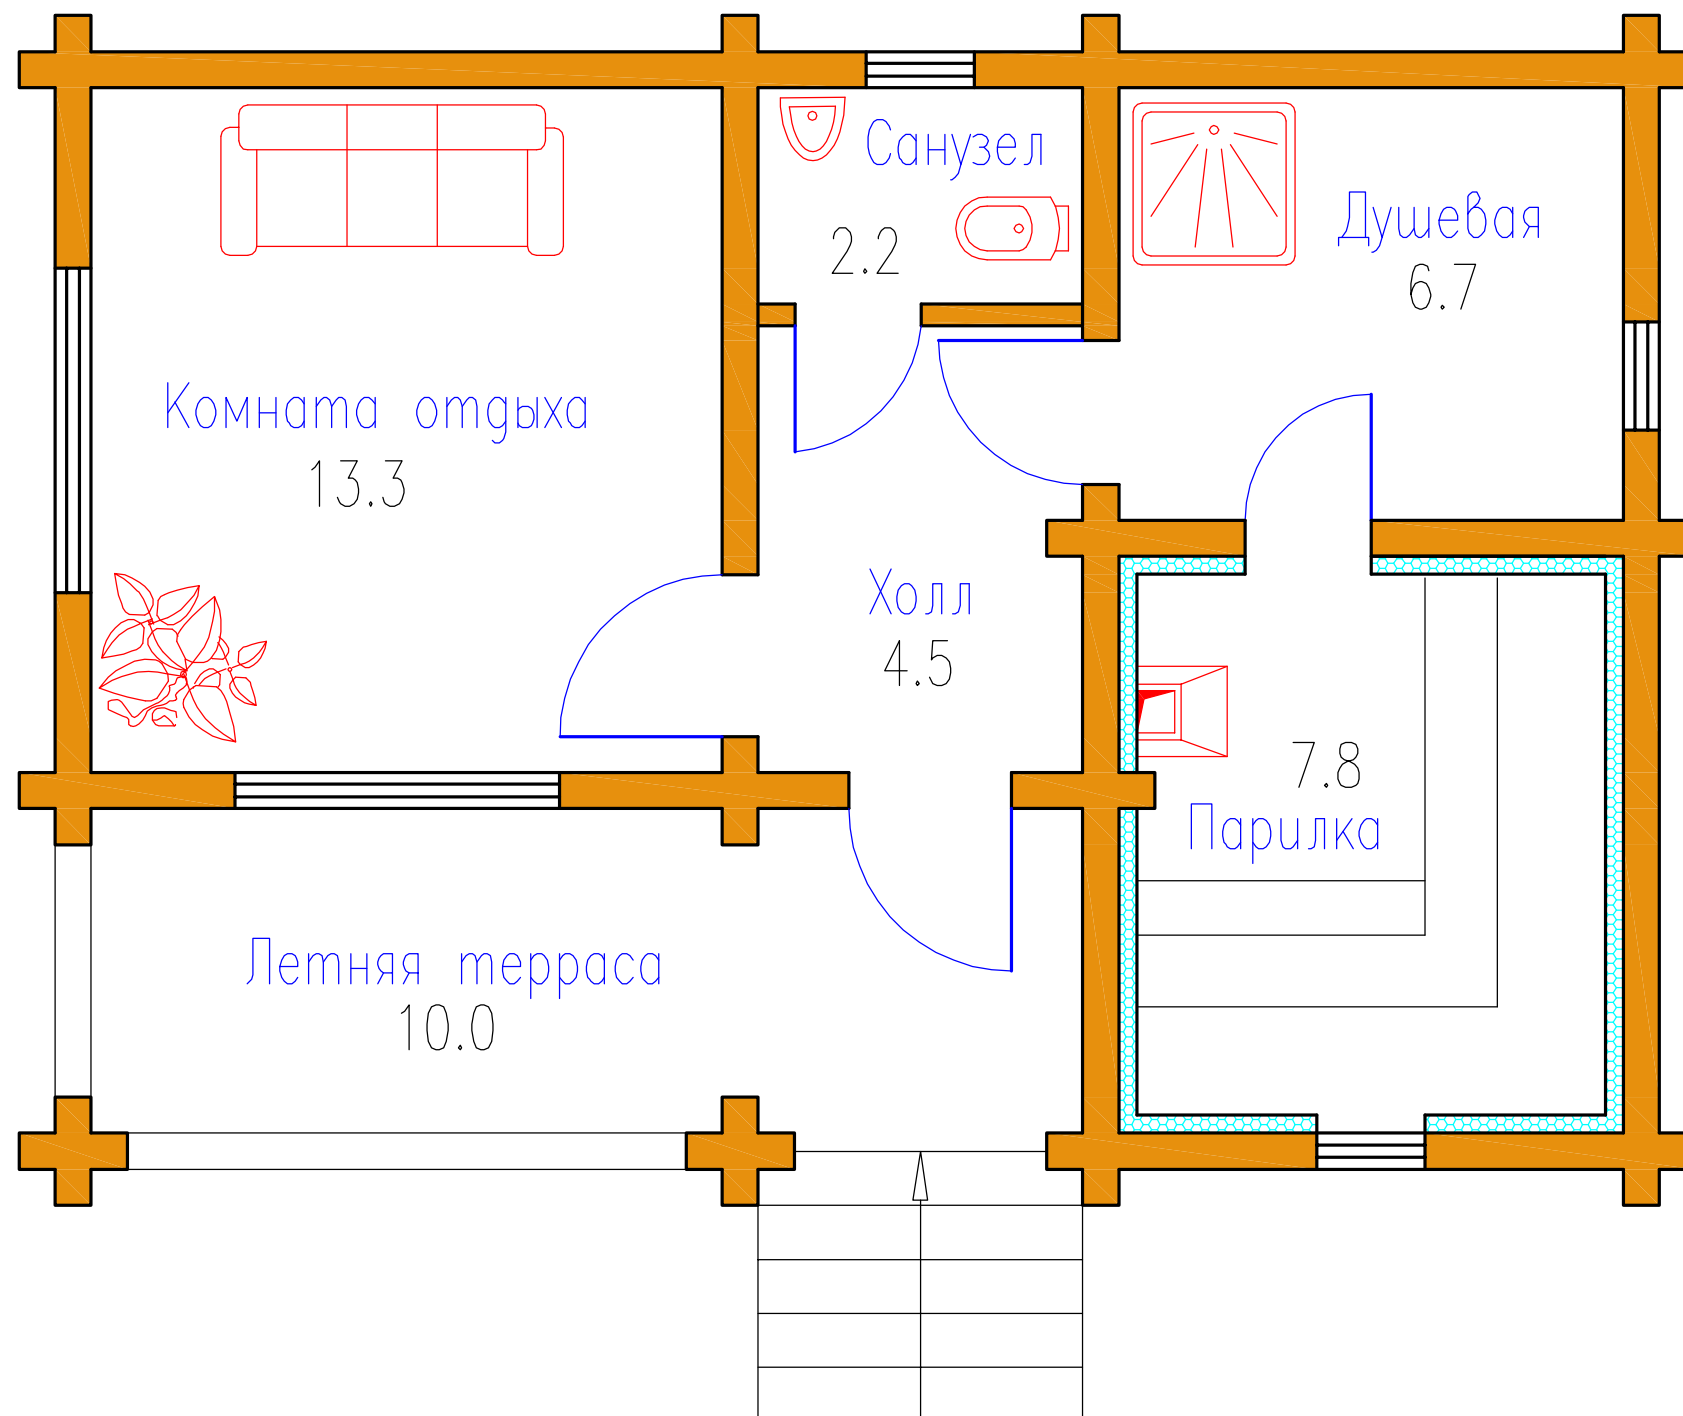 Санузел
2.2
Душевая
6.7
Комната отдыха
13.3
Холл
4.5
7.8
Парилка
Летняя терраса
10.0